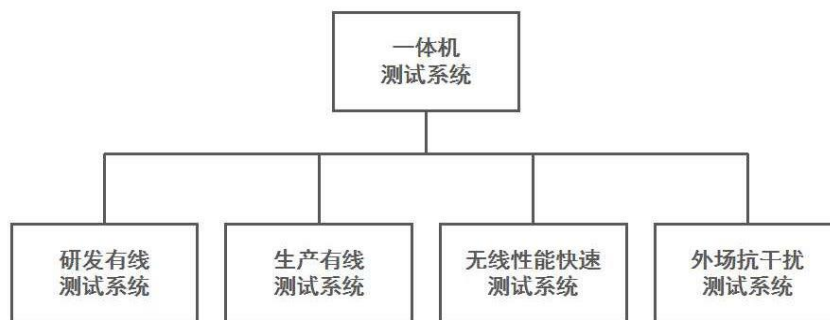 一体机
测试系统
研发有线
测试系统
生产有线
测试系统
无线性能快速
测试系统
外场抗干扰
测试系统